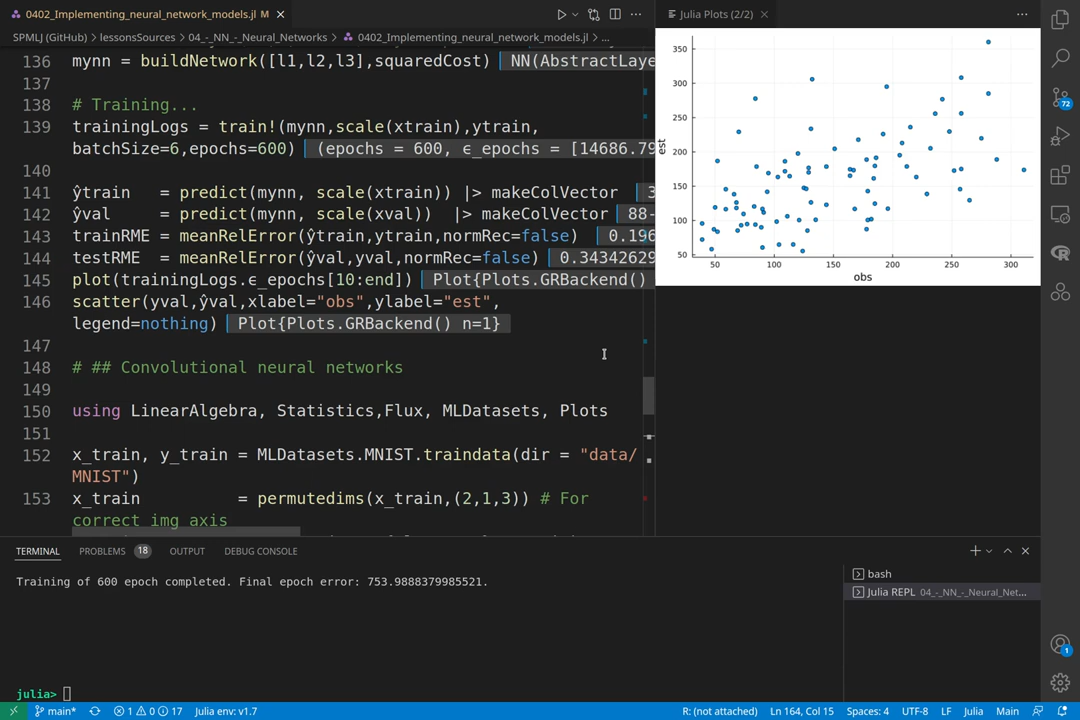 0402_Implementing_neural_network_models.jl M
Julia Plots (2/2)
SPMLJ (GitHub) > lessonsSources > 04_-_NN_-_Neural_Networks > 0402_Implementing_neural_network_models.jl > ...
136 mynn = buildNetwork([l1,l2,l3],squaredCost) NN(AbstractLaye
137
138 # Training...
139 trainingLogs = train!(mynn,scale(xtrain),ytrain,
batchSize=6,epochs=600) (epochs = 600, ϵ_epochs = [14686.79
140
141 ŷtrain = predict(mynn, scale(xtrain)) |> makeColVector 3
142 ŷval = predict(mynn, scale(xval)) |> makeColVector 88-
143 trainRME = meanRelError(ŷtrain,ytrain,normRec=false) 0.196
144 testRME = meanRelError(ŷval,yval,normRec=false) 0.34342629
145 plot(trainingLogs.ϵ_epochs[10:end]) Plot{Plots.GRBackend()
146 scatter(yval,ŷval,xlabel="obs",ylabel="est",
legend=nothing) Plot{Plots.GRBackend() n=1}
147
148 # ## Convolutional neural networks
149
150 using LinearAlgebra, Statistics,Flux, MLDatasets, Plots
151
152 x_train, y_train = MLDatasets.MNIST.traindata(dir = "data/
MNIST")
153 x_train = permutedims(x_train,(2,1,3)) # For
correct img axis
350
300
250
200
150
100
50
est
50 100 150 200 250 300
obs
72
TERMINAL PROBLEMS 18 OUTPUT DEBUG CONSOLE
Training of 600 epoch completed. Final epoch error: 753.9888379985521.
julia>
bash
Julia REPL 04_-_NN_-_Neural_Net...
1
main* 1 0 17 Julia env: v1.7 R: (not attached) Ln 164, Col 15 Spaces: 4 UTF-8 LF Julia Main